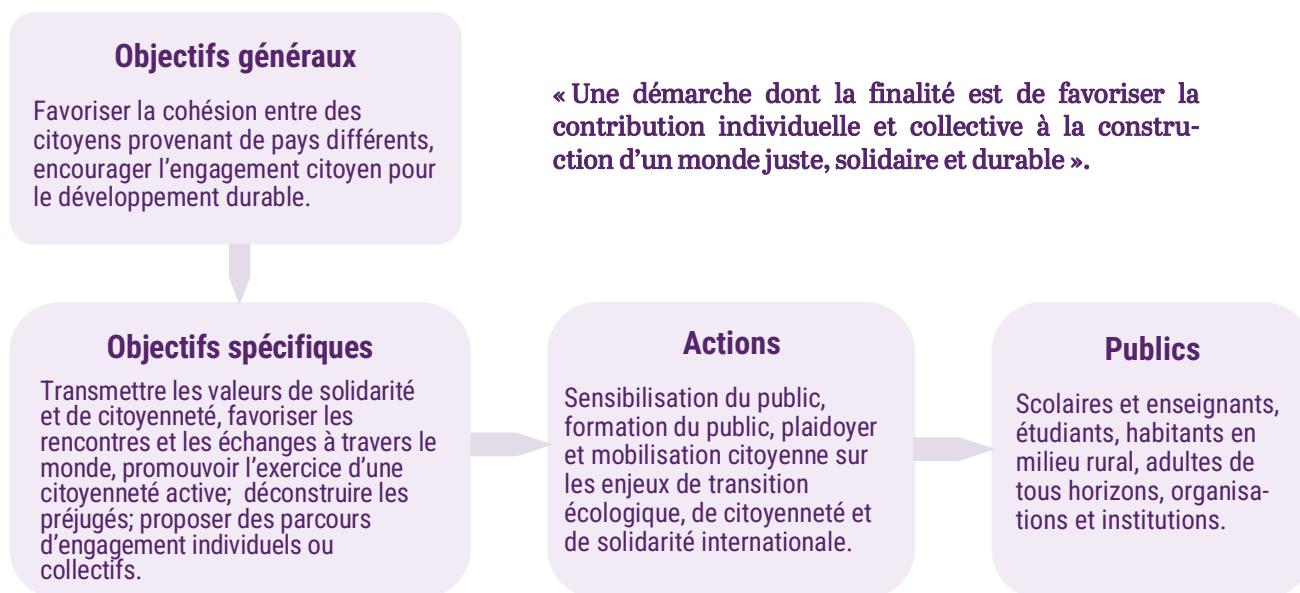 Objectifs généraux
Favoriser la cohésion entre des
citoyens provenant de pays différents,
encourager l’engagement citoyen pour
le développement durable.
« Une démarche dont la finalité est de favoriser la
contribution individuelle et collective à la constru-
ction d’un monde juste, solidaire et durable ».
Objectifs spécifiques
Transmettre les valeurs de solidarité
et de citoyenneté, favoriser les
rencontres et les échanges à travers le
monde, promouvoir l’exercice d’une
citoyenneté active;  déconstruire les
préjugés; proposer des parcours
d’engagement individuels ou
collectifs.
Actions
Sensibilisation du public,
formation du public, plaidoyer
et mobilisation citoyenne sur
les enjeux de transition
écologique, de citoyenneté et
de solidarité internationale.
Publics
Scolaires et enseignants,
étudiants, habitants en
milieu rural, adultes de
tous horizons, organisa-
tions et institutions.